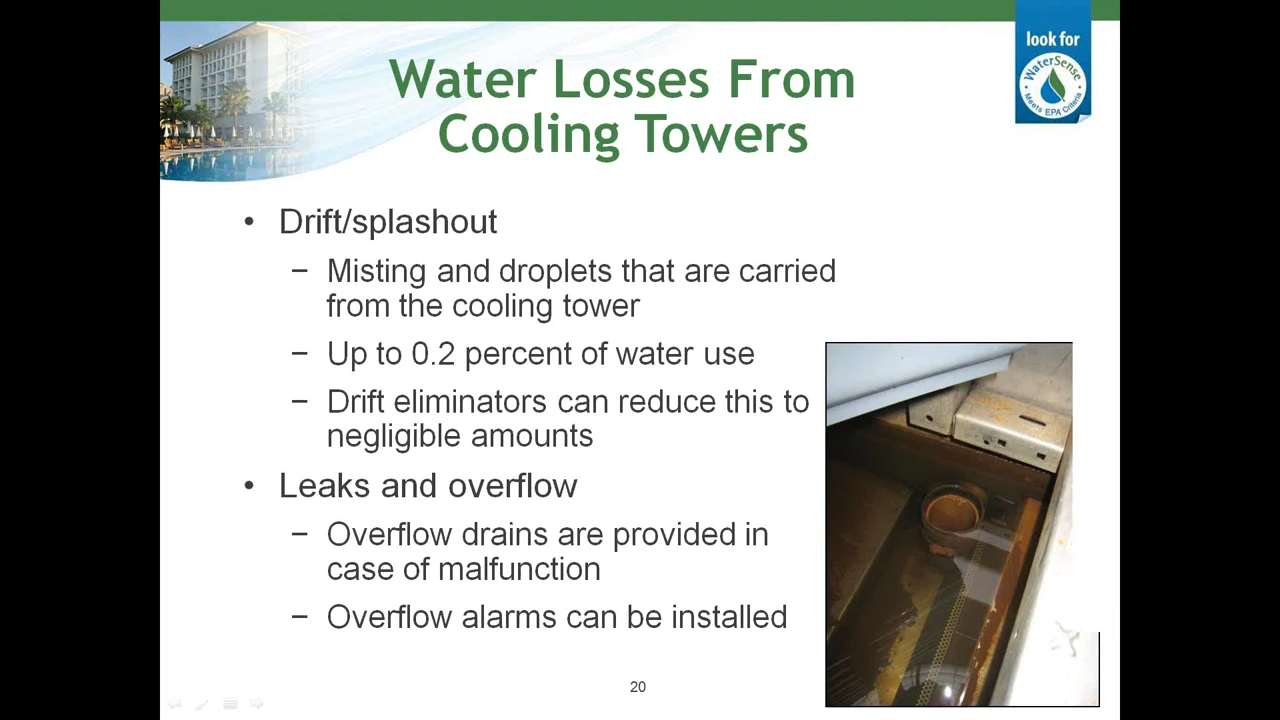 look for
WaterSense
Meets EPA Criteria
Water Losses From
Cooling Towers
• Drift/splashout
− Misting and droplets that are carried
from the cooling tower
− Up to 0.2 percent of water use
− Drift eliminators can reduce this to
negligible amounts
• Leaks and overflow
− Overflow drains are provided in
case of malfunction
− Overflow alarms can be installed
20